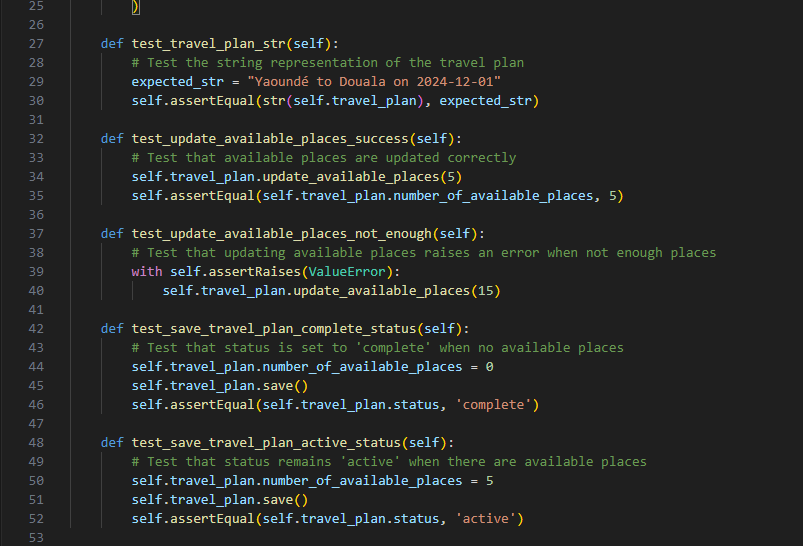 25 )
26
27 def test_travel_plan_str(self):
28 # Test the string representation of the travel plan
29 expected_str = "Yaoundé to Douala on 2024-12-01"
30 self.assertEqual(str(self.travel_plan), expected_str)
31
32 def test_update_available_places_success(self):
33 # Test that available places are updated correctly
34 self.travel_plan.update_available_places(5)
35 self.assertEqual(self.travel_plan.number_of_available_places, 5)
36
37 def test_update_available_places_not_enough(self):
38 # Test that updating available places raises an error when not enough places
39 with self.assertRaises(ValueError):
40 self.travel_plan.update_available_places(15)
41
42 def test_save_travel_plan_complete_status(self):
43 # Test that status is set to 'complete' when no available places
44 self.travel_plan.number_of_available_places = 0
45 self.travel_plan.save()
46 self.assertEqual(self.travel_plan.status, 'complete')
47
48 def test_save_travel_plan_active_status(self):
49 # Test that status remains 'active' when there are available places
50 self.travel_plan.number_of_available_places = 5
51 self.travel_plan.save()
52 self.assertEqual(self.travel_plan.status, 'active')
53